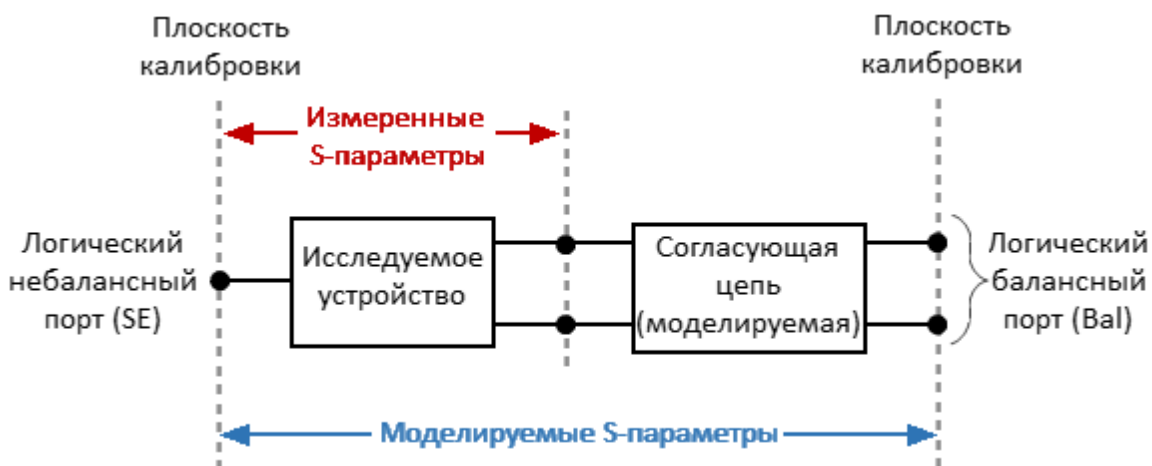 Плоскость
калибровки
Плоскость
калибровки
Измеренные
S-параметры
Логический
небалансный
порт (SE)
Исследуемое
устройство
Согласующая
цепь
(моделируемая)
Логический
балансный
порт (Bal)
Моделируемые S-параметры